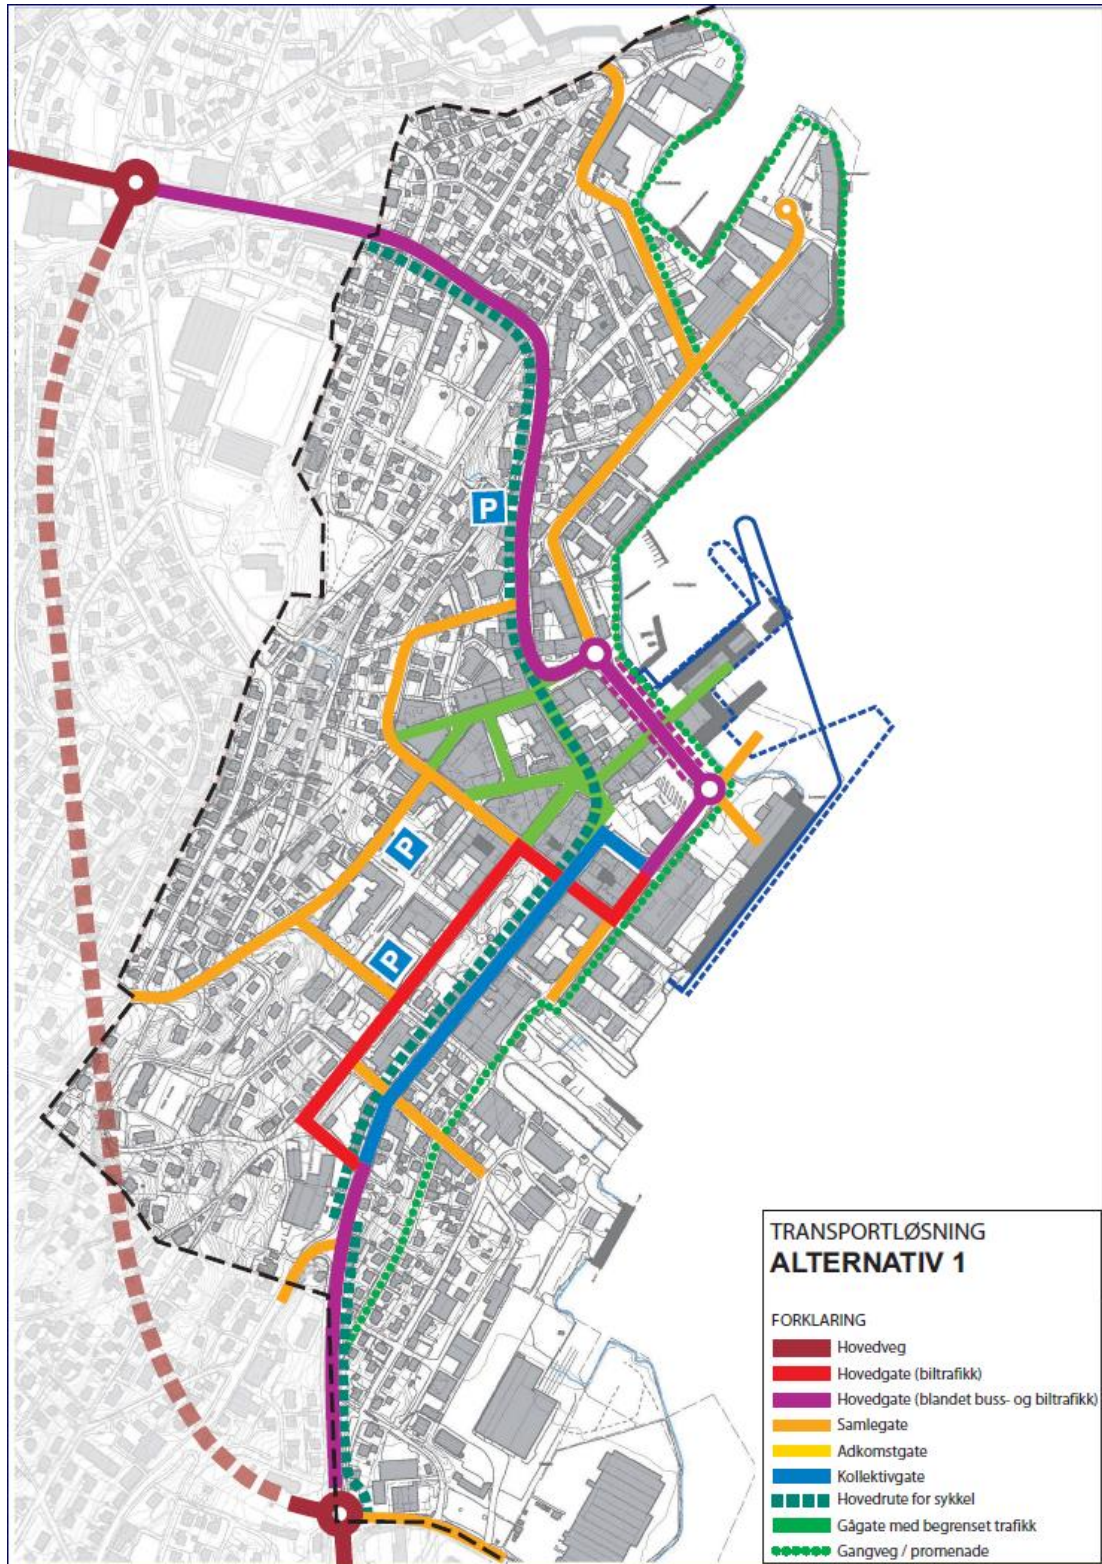 P
P
P
TRANSPORTLØSNING
ALTERNATIV 1
FORKLARING
Hovedveg
Hovedgate (biltrafikk)
Hovedgate (blandet buss- og biltrafikk)
Samlegate
Adkomstgate
Kollektivgate
Hovedrute for sykkel
Gågate med begrenset trafikk
Gangveg / promenade